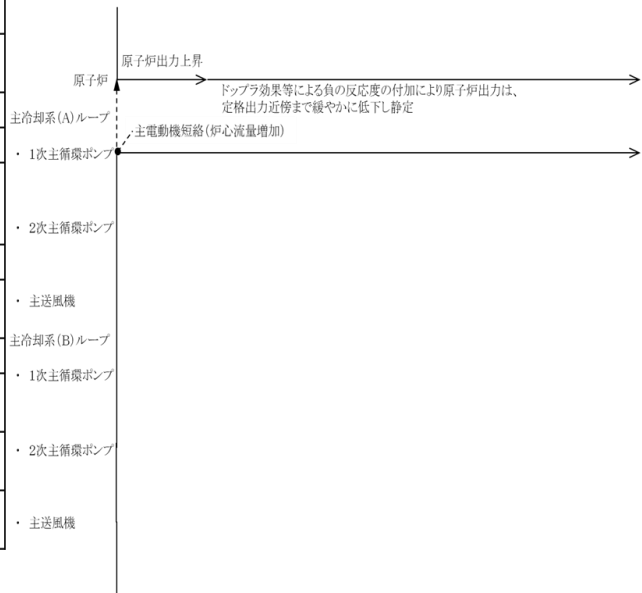 原子炉出力上昇
原子炉
ドップラ効果等による負の反応度の付加により原子炉出力は、
定格出力近傍まで緩やかに低下し静定
主冷却系(A)ループ
主電動機短絡(炉心流量増加)
・ 1次主循環ポンプ
・ 2次主循環ポンプ
・ 主送風機
主冷却系(B)ループ
・ 1次主循環ポンプ
・ 2次主循環ポンプ
・ 主送風機